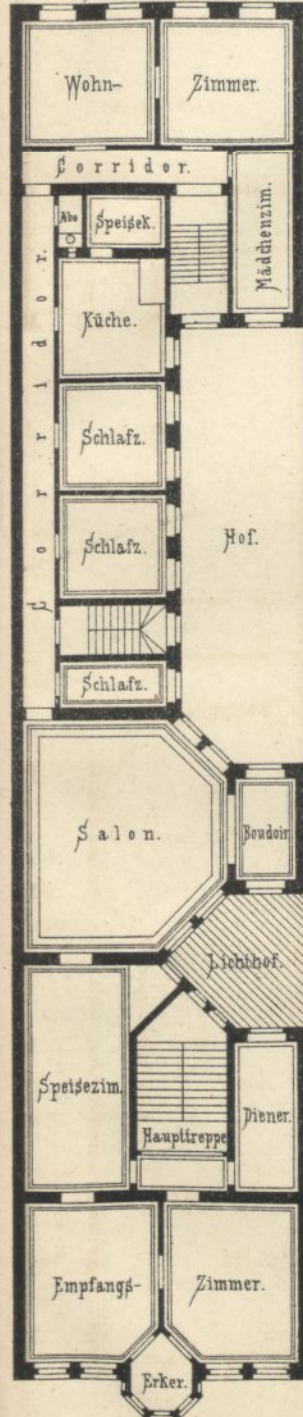 Wohn- Zimmer.
Corridor.
Abo
Speisek.
Mädchenzim.
Küche.
Corridor.
Schlafz.
Schlafz.
Hof.
Schlafz.
Salon.
Boudoir
Lichthof.
Speisezim.
Haupttreppe
Diener.
Empfangs- Zimmer.
Erker.